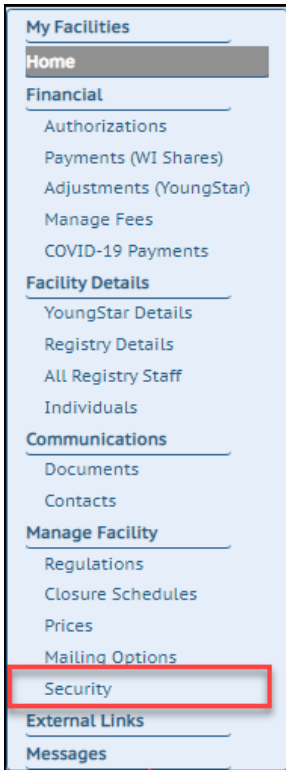 My Facilities
Home
Financial
Authorizations
Payments (WI Shares)
Adjustments (YoungStar)
Manage Fees
COVID-19 Payments
Facility Details
YoungStar Details
Registry Details
All Registry Staff
Individuals
Communications
Documents
Contacts
Manage Facility
Regulations
Closure Schedules
Prices
Mailing Options
Security
External Links
Messages